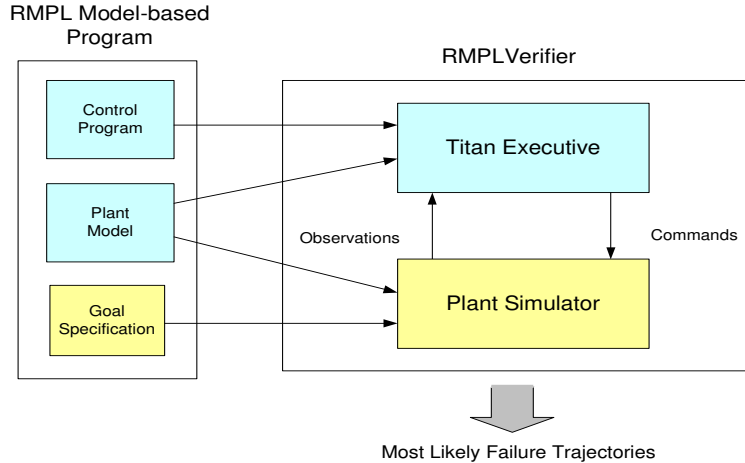 RMPL Model-based
Program
RMPLVerifier
Control
Program
Titan Executive
Plant
Model
Observations
Commands
Goal
Specification
Plant Simulator
Most Likely Failure Trajectories